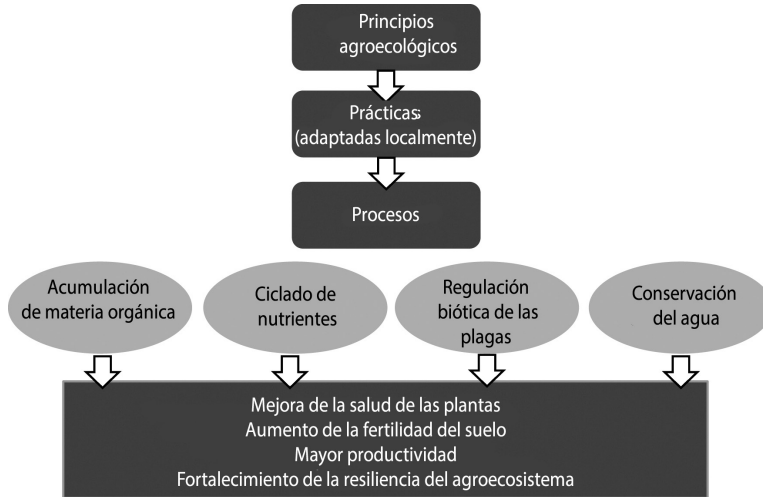 Principios
agroecológicos
Prácticas
(adaptadas localmente)
Procesos
Acumulación
de materia orgánica
Ciclado de
nutrientes
Regulación
biótica de las
plagas
Conservación
del agua
Mejora de la salud de las plantas
Aumento de la fertilidad del suelo
Mayor productividad
Fortalecimiento de la resiliencia del agroecosistema